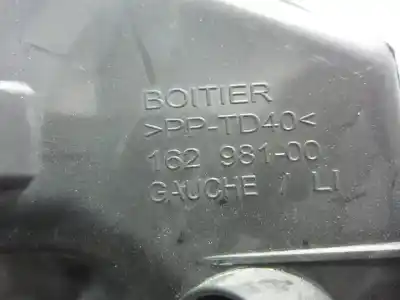 BOITIER
>PP-TD40<
162 981-00
GAUCHE / LI